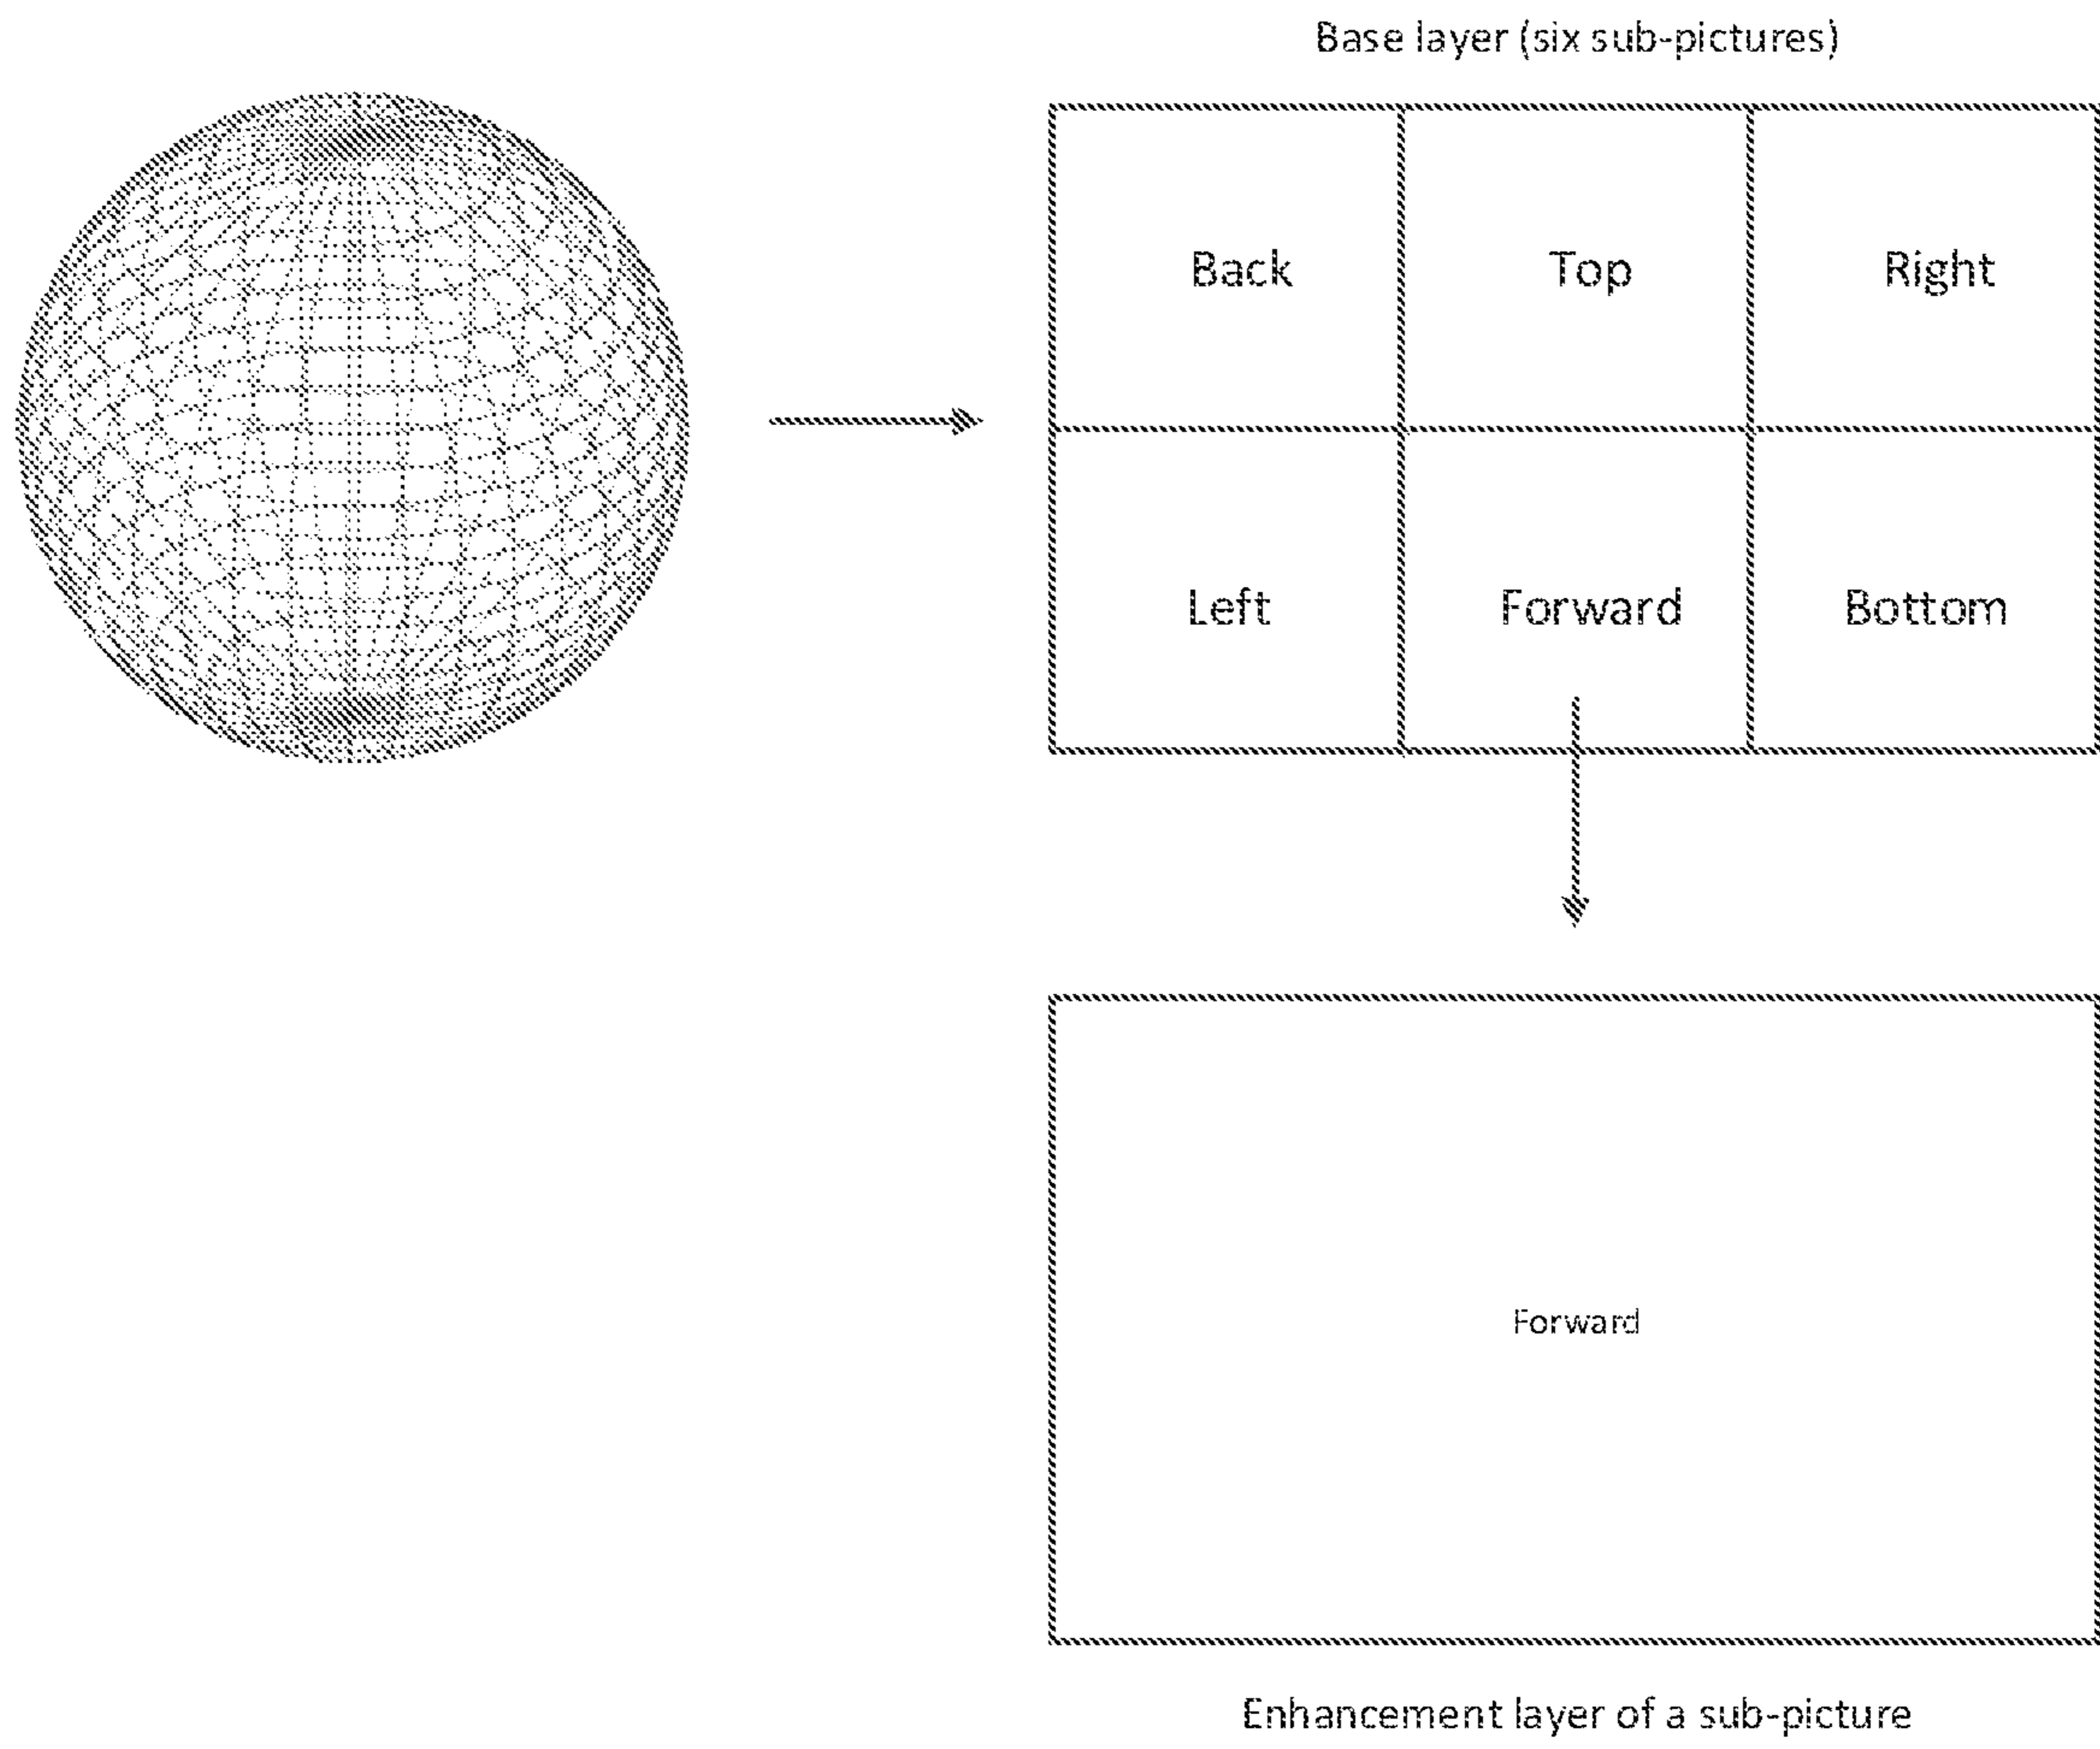 Base layer (six sub-pictures)
Back Top Right
Left Forward Bottom
Forward
Enhancement layer of a sub-picture